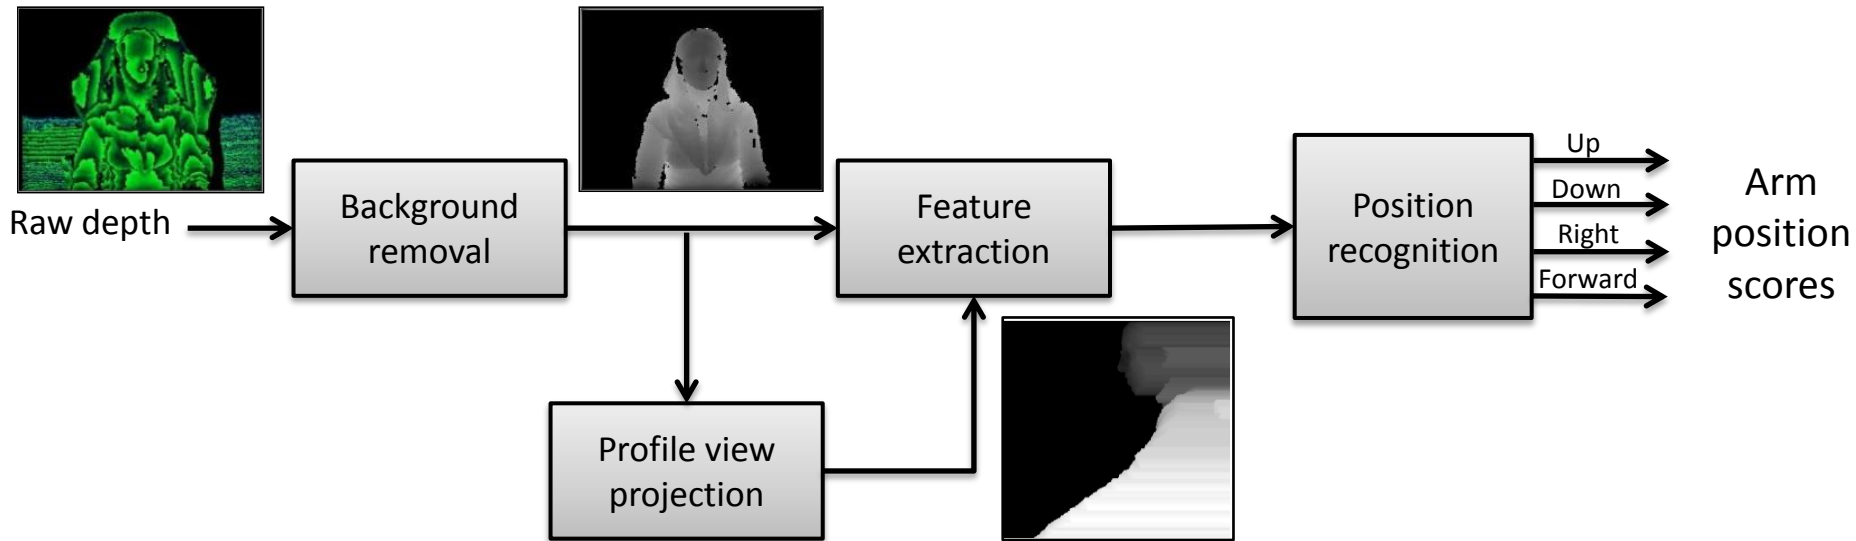 Raw depth
Background
removal
Feature
extraction
Profile view
projection
Position
recognition
Up
Down
Right
Forward
Arm
position
scores